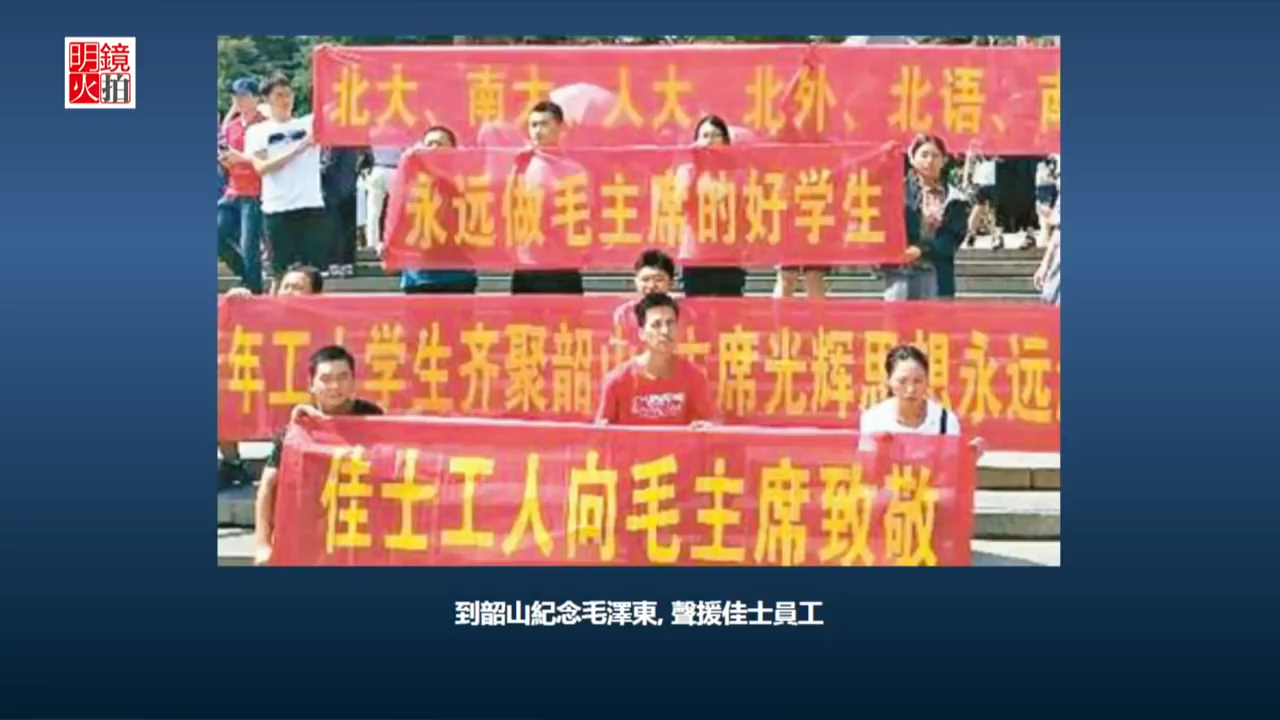 明鏡
火拍
北大、南大、人大、北外、北语、南
永远做毛主席的好学生
年工 学生齐聚韶山 主席光辉思想永远
佳士工人向毛主席致敬
到韶山紀念毛澤東, 聲援佳士員工